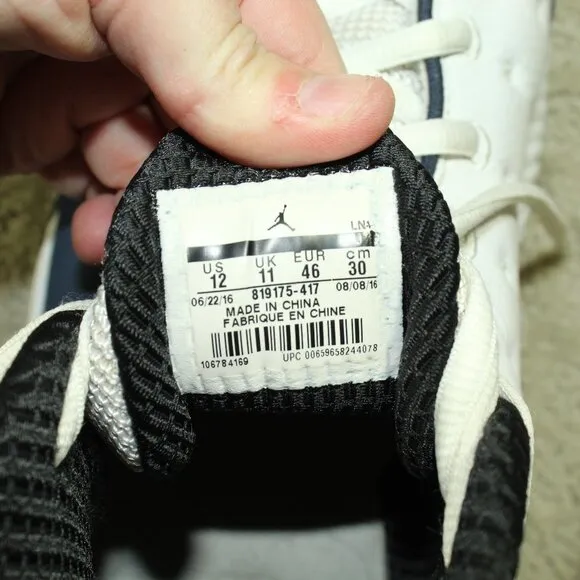 LN4
US UK EUR cm
12 11 46 30
06/22/16 819175-417 08/08/16
MADE IN CHINA
FABRIQUE EN CHINE
106784169 UPC 00659658244078